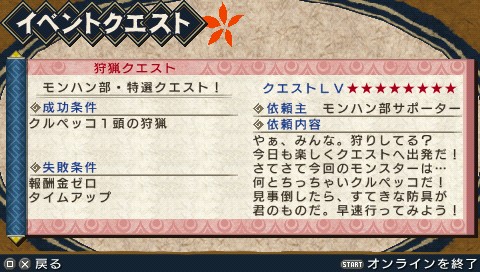 イベントクエスト
狩猟クエスト
モンハン部・特選クエスト！
成功条件
クルペッコ１頭の狩猟
失敗条件
報酬金ゼロ
タイムアップ
クエストＬＶ★★★★★★★★
依頼主　モンハン部サポーター
依頼内容
やぁ、みんな。狩りしてる？
今日も楽しくクエストへ出発だ！
さてさて今回のモンスターは…
何とちっちゃいクルペッコだ！
見事倒したら、すてきな防具が
君のものだ。早速行ってみよう！
戻る
START オンラインを終了